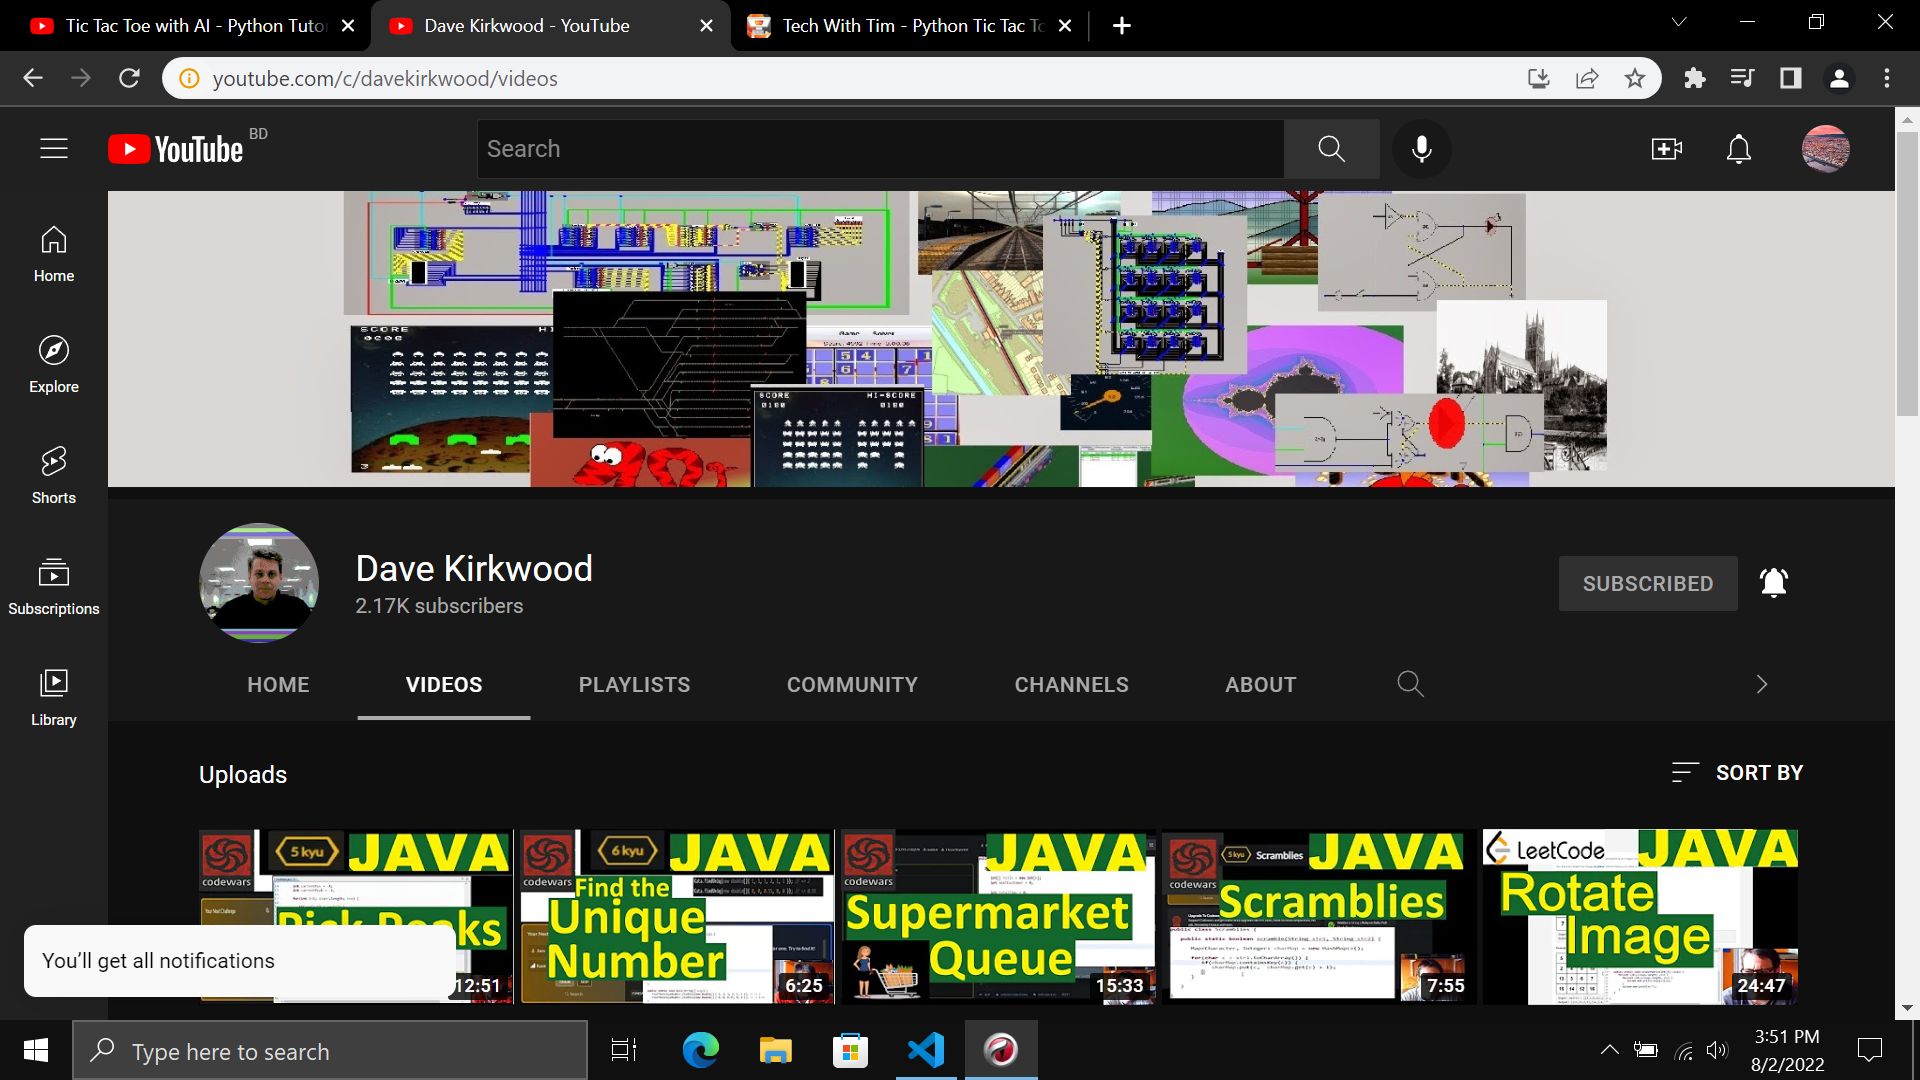 Tic Tac Toe with AI - Python Tuto
Dave Kirkwood - YouTube
Tech With Tim - Python Tic Tac To
youtube.com/c/davekirkwood/videos
YouTube BD
Search
Home
Explore
Shorts
Subscriptions
Library
SCORE
SCORE HI-SCORE
0180 0180
Dave Kirkwood
2.17K subscribers
SUBSCRIBED
HOME
VIDEOS
PLAYLISTS
COMMUNITY
CHANNELS
ABOUT
Uploads
SORT BY
codewars
5 kyu
JAVA
12:51
codewars
6 kyu
JAVA
Find the
Unique
Number
6:25
codewars
JAVA
Supermarket
Queue
15:33
codewars
5 kyu Scramblies
JAVA
Scramblies
7:55
LeetCode
JAVA
Rotate
Image
24:47
You'll get all notifications
Type here to search
3:51 PM
8/2/2022